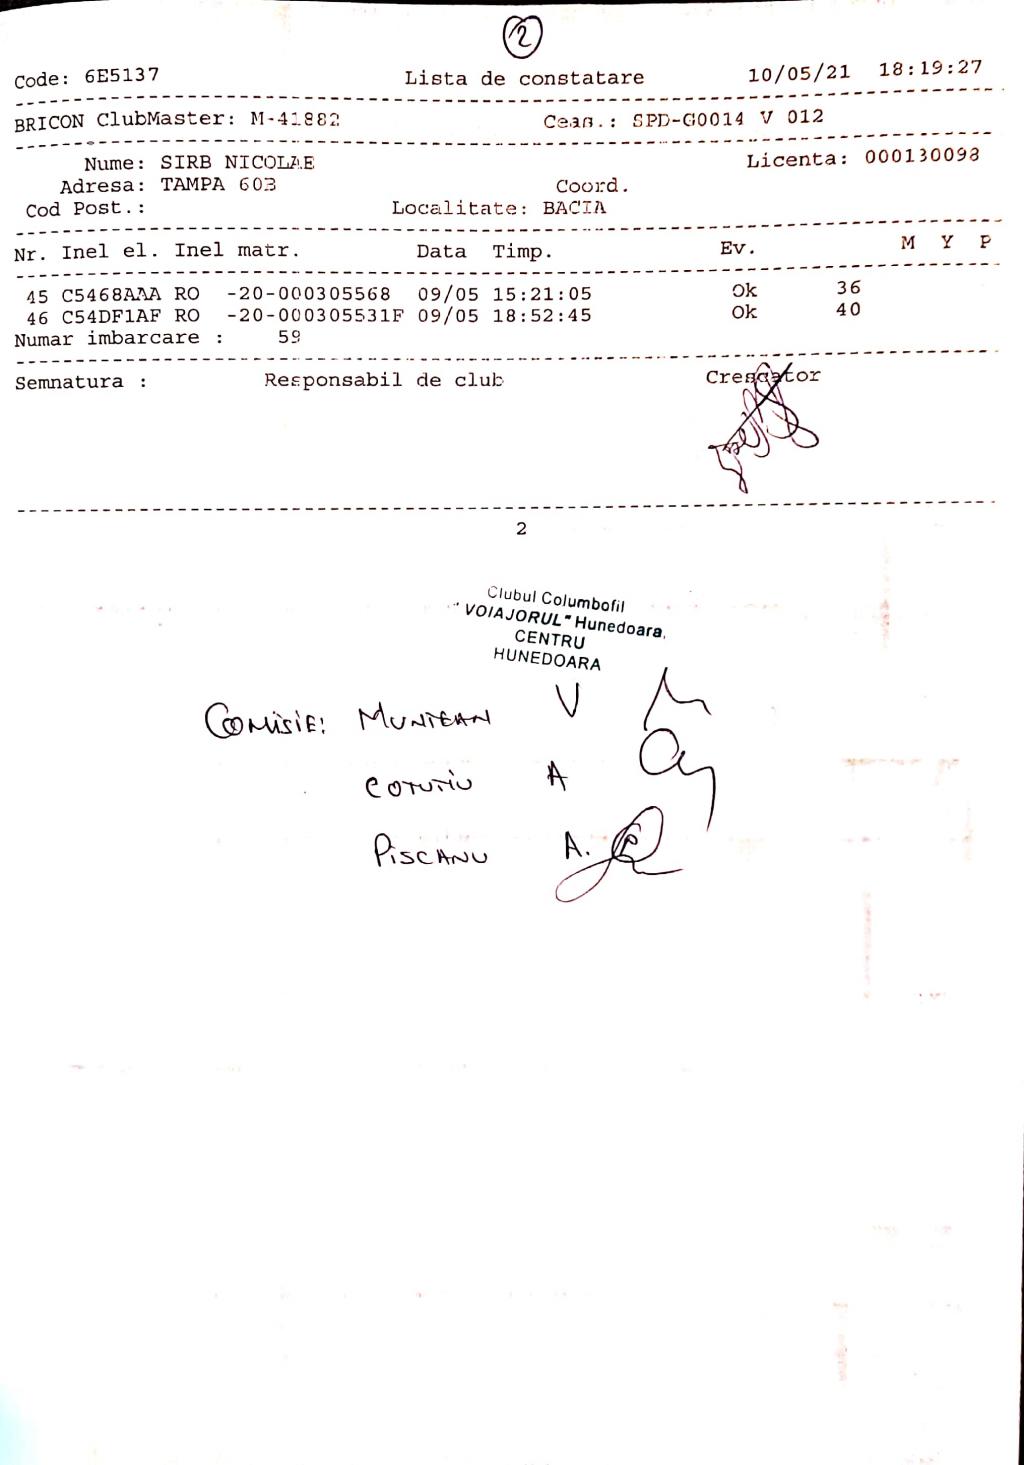 2
Code: 6E5137 Lista de constatare 10/05/21 18:19:27
BRICON ClubMaster: M-41882 Ceas.: SPD-G0014 V 012
Nume: SIRB NICOLAE Licenta: 000130098
Adresa: TAMPA 60B Coord.
Cod Post.: Localitate: BACIA
Nr. Inel el. Inel matr. Data Timp. Ev. M Y P
45 C5468AAA RO -20-000305568 09/05 15:21:05 Ok 36
46 C54DF1AF RO -20-000305531F 09/05 18:52:45 Ok 40
Numar imbarcare : 59
Semnatura : Responsabil de club Crescator
2
Clubul Columbofil
"VOIAJORUL" Hunedoara.
CENTRU
HUNEDOARA
COMISIE: MUNTEAN V
COTUTIU A
PISCANU A.